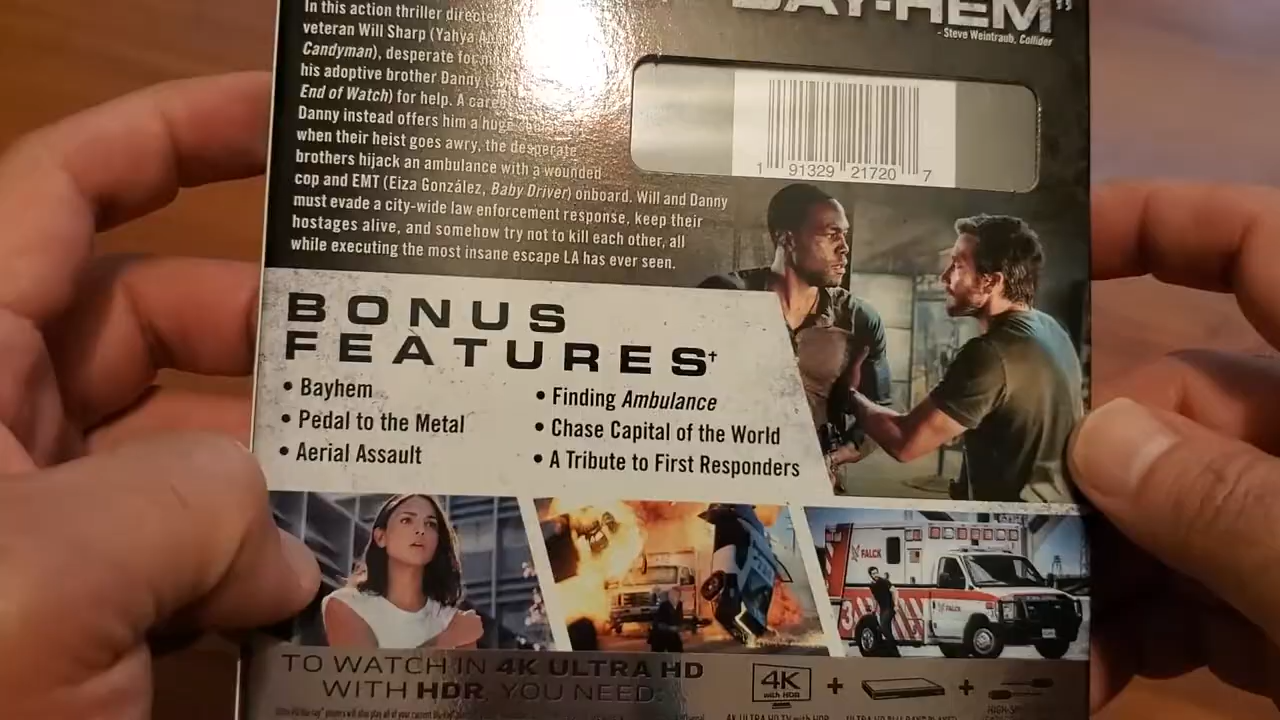 In this action thriller
veteran Will Sharp (Yahya
Candyman), desperate for
his adoptive brother Danny
End of Watch) for help. A
Danny instead offers him a
when their heist goes awry, the desperate
brothers hijack an ambulance with a wounded
cop and EMT (Eiza González, Baby Driver) onboard. Will and Danny
must evade a city-wide law enforcement response, keep their
hostages alive, and somehow try not to kill each other, all
while executing the most insane escape LA has ever seen.
BAY-HEM”
- Steve Weintraub, Collider
1 91329 21720 7
BONUS
FEATURES†
• Bayhem
• Pedal to the Metal
• Aerial Assault
• Finding Ambulance
• Chase Capital of the World
• A Tribute to First Responders
FALCK
3
FALCK
TO WATCH IN 4K ULTRA HD
WITH HDR, YOU NEED:
4K
with HDR
+
+